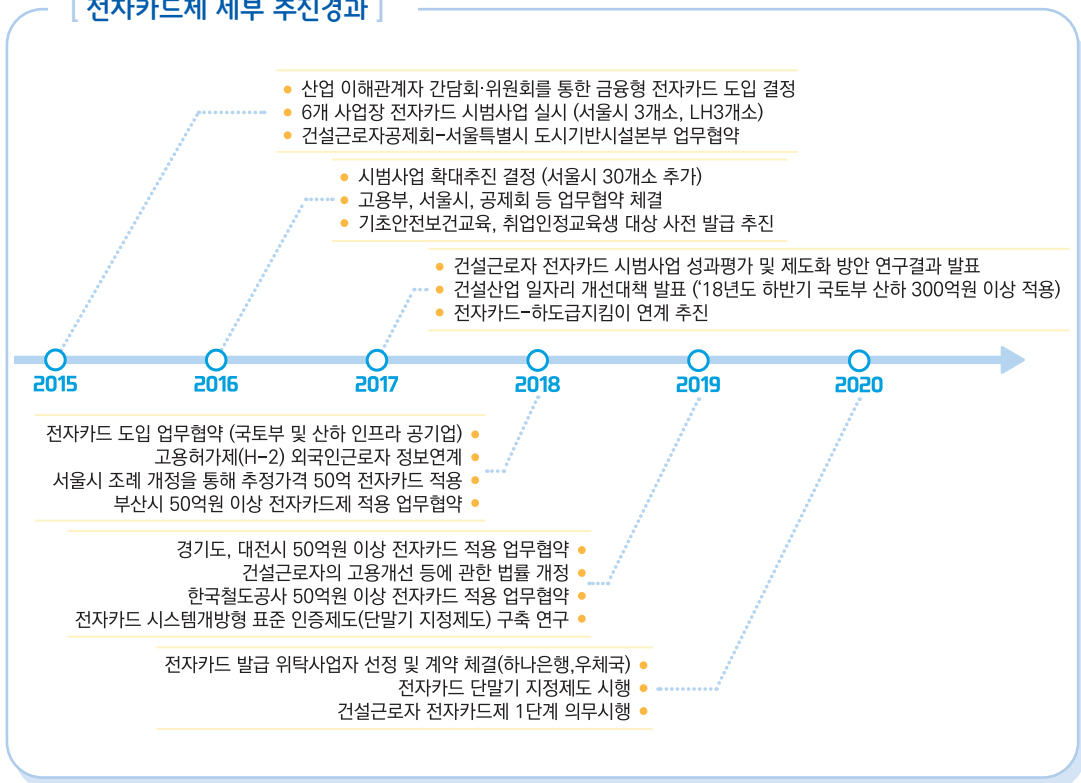 [ 전자카드제 세부 추진경과 ]
산업 이해관계자 간담회·위원회를 통한 금융형 전자카드 도입 결정
6개 사업장 전자카드 시범사업 실시 (서울시 3개소, LH3개소)
건설근로자공제회-서울특별시 도시기반시설본부 업무협약
시범사업 확대추진 결정 (서울시 30개소 추가)
고용부, 서울시, 공제회 등 업무협약 체결
기초안전보건교육, 취업인정교육생 대상 사전 발급 추진
건설근로자 전자카드 시범사업 성과평가 및 제도화 방안 연구결과 발표
건설산업 일자리 개선대책 발표 (‘18년도 하반기 국토부 산하 300억원 이상 적용)
전자카드-하도급지킴이 연계 추진
2015 2016 2017 2018 2019 2020
전자카드 도입 업무협약 (국토부 및 산하 인프라 공기업)
고용허가제(H-2) 외국인근로자 정보연계
서울시 조례 개정을 통해 추정가격 50억 전자카드 적용
부산시 50억원 이상 전자카드제 적용 업무협약
경기도, 대전시 50억원 이상 전자카드 적용 업무협약
건설근로자의 고용개선 등에 관한 법률 개정
한국철도공사 50억원 이상 전자카드 적용 업무협약
전자카드 시스템개방형 표준 인증제도(단말기 지정제도) 구축 연구
전자카드 발급 위탁사업자 선정 및 계약 체결(하나은행,우체국)
전자카드 단말기 지정제도 시행
건설근로자 전자카드제 1단계 의무시행